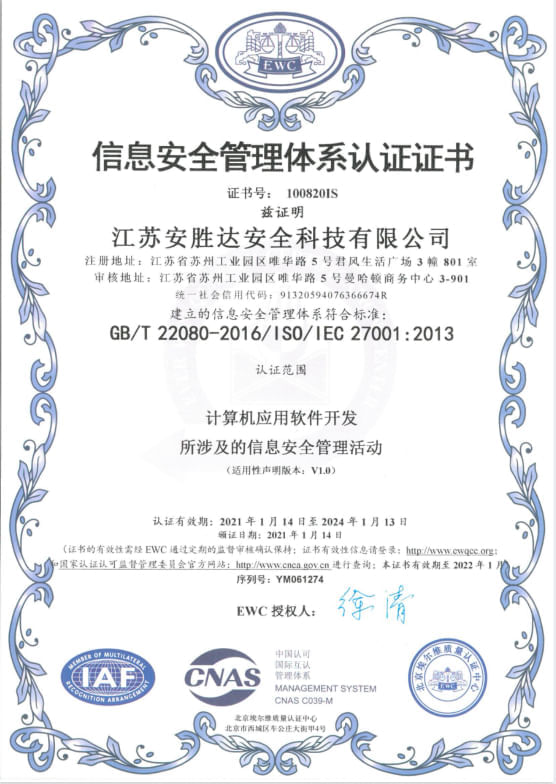 EWC
信息安全管理体系认证证书
证书号： 100820IS
兹证明
江苏安胜达安全科技有限公司
注册地址：江苏省苏州工业园区唯华路 5 号君风生活广场 3 幢 801 室
审核地址：江苏省苏州工业园区唯华路 5 号曼哈顿商务中心 3-901
统一社会信用代码：91320594076366674R
建立的信息安全管理体系符合标准：
GB/T 22080-2016/ISO/IEC 27001:2013
认证范围
计算机应用软件开发
所涉及的信息安全管理活动
（适用性声明版本：V1.0）
认证有效期：2021 年 1 月 14 日至 2024 年 1 月 13 日
颁证日期：2021 年 1 月 14 日
（证书的有效性需经 EWC 通过定期的监督审核确认保持；证书有效性信息请登录：http://www.ewqcc.org；
国家认证认可监督管理委员会官方网站：http://www.cnca.gov.cn 进行查询；本证书有效期至 2022 年 1 月
序列号：YM061274
EWC 授权人：
徐清
MEMBER OF MULTILATERAL
IAF
RECOGNITION ARRANGEMENT
CNAS
中国认可
国际互认
管理体系
MANAGEMENT SYSTEM
CNAS C039-M
北京埃尔维质量认证中心
EWC
北京埃尔维质量认证中心
北京市西城区车公庄大街甲4号